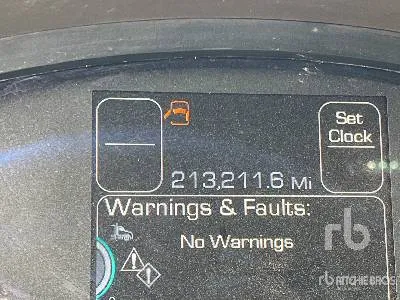 Set
Clock
213,211.6 Mi
Warnings & Faults:
No Warnings
rb
RITCHIE BROS